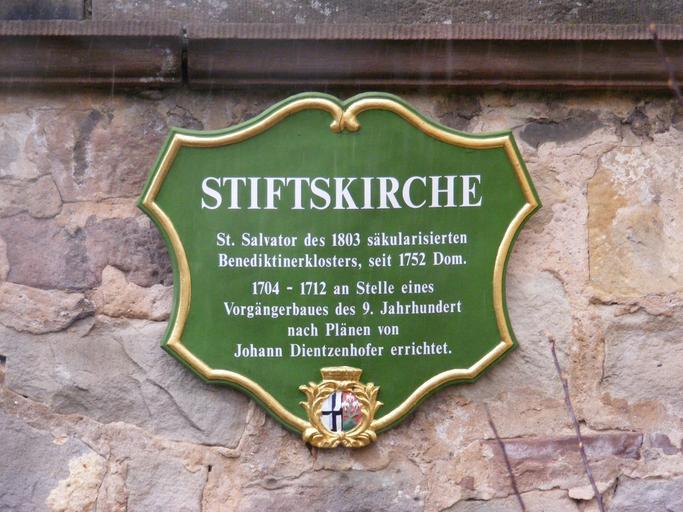 STIFTSKIRCHE
St. Salvator des 1803 säkularisierten
Benediktinerklosters, seit 1752 Dom.
1704 - 1712 an Stelle eines
Vorgängerbaues des 9. Jahrhundert
nach Plänen von
Johann Dientzenhofer errichtet.